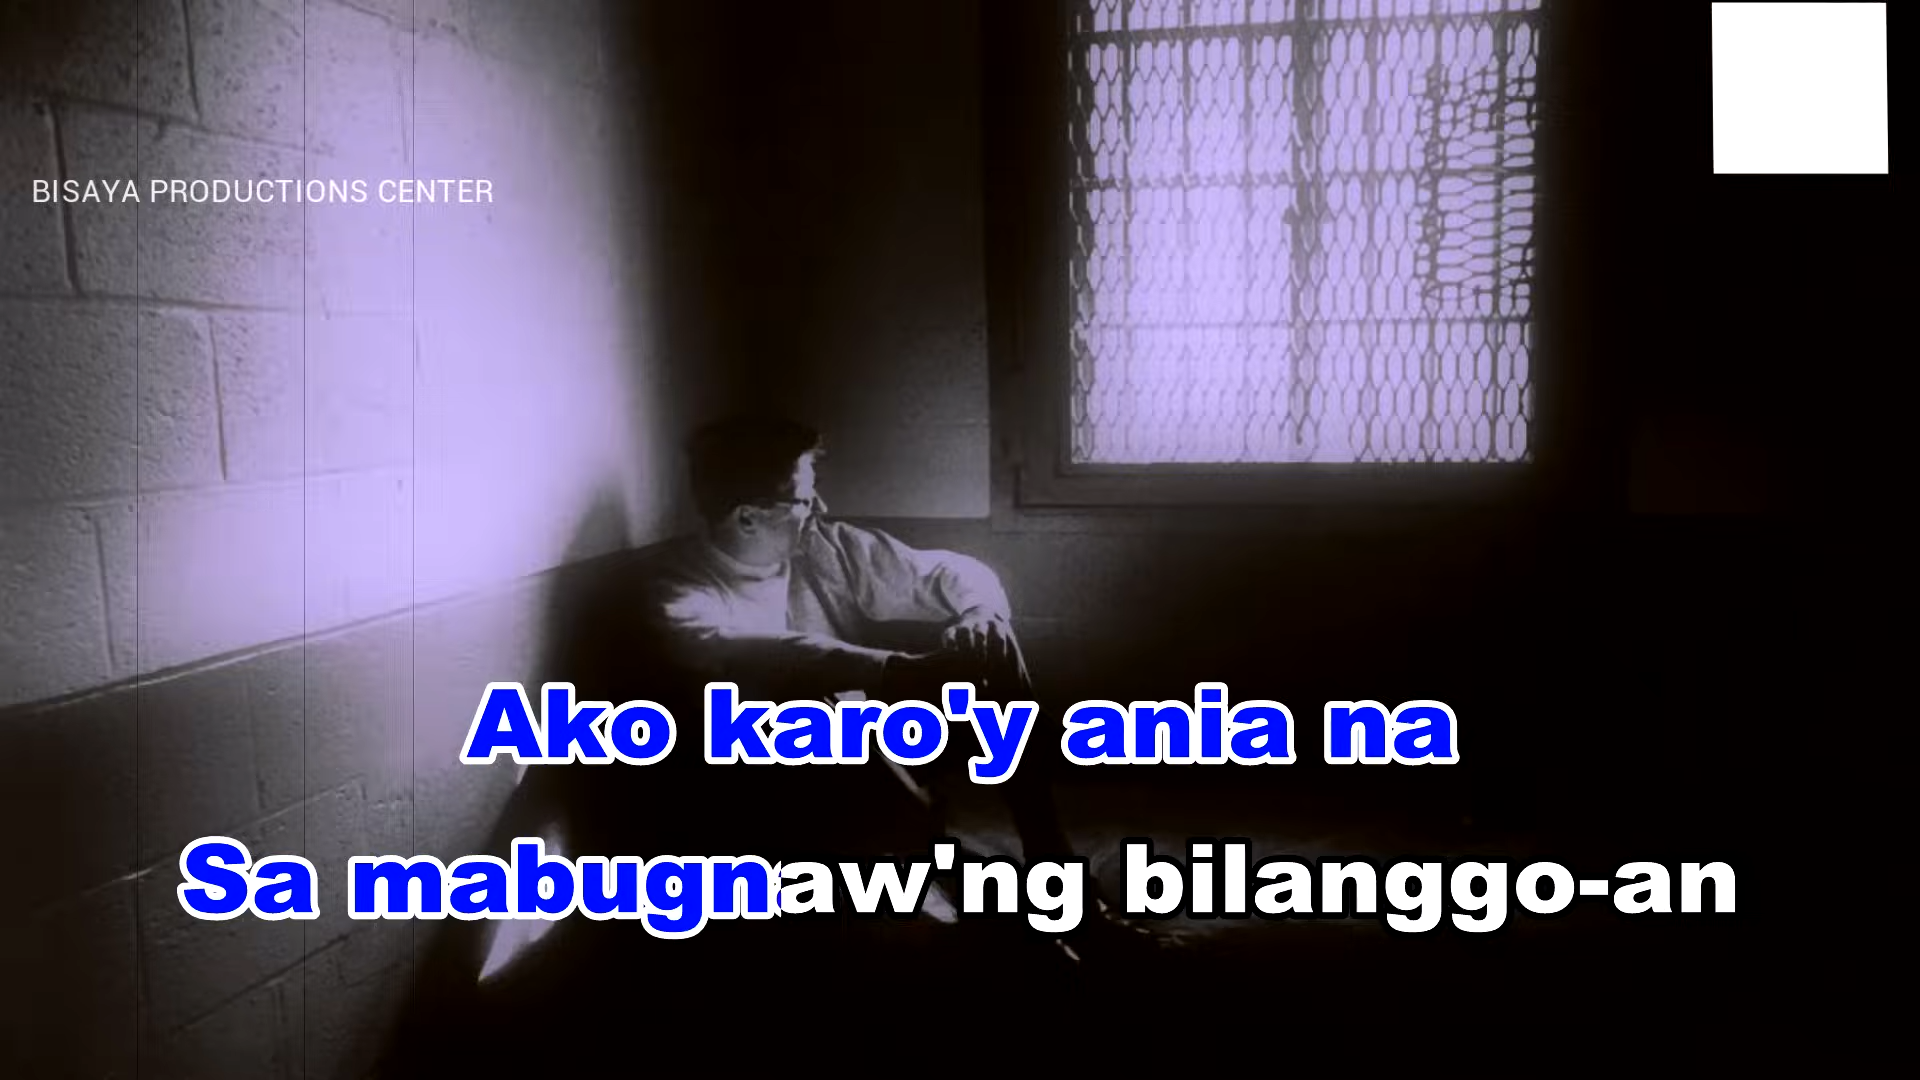 BISAYA PRODUCTIONS CENTER
Ako karo'y ania na
Sa mabugnaw'ng bilanggo-an